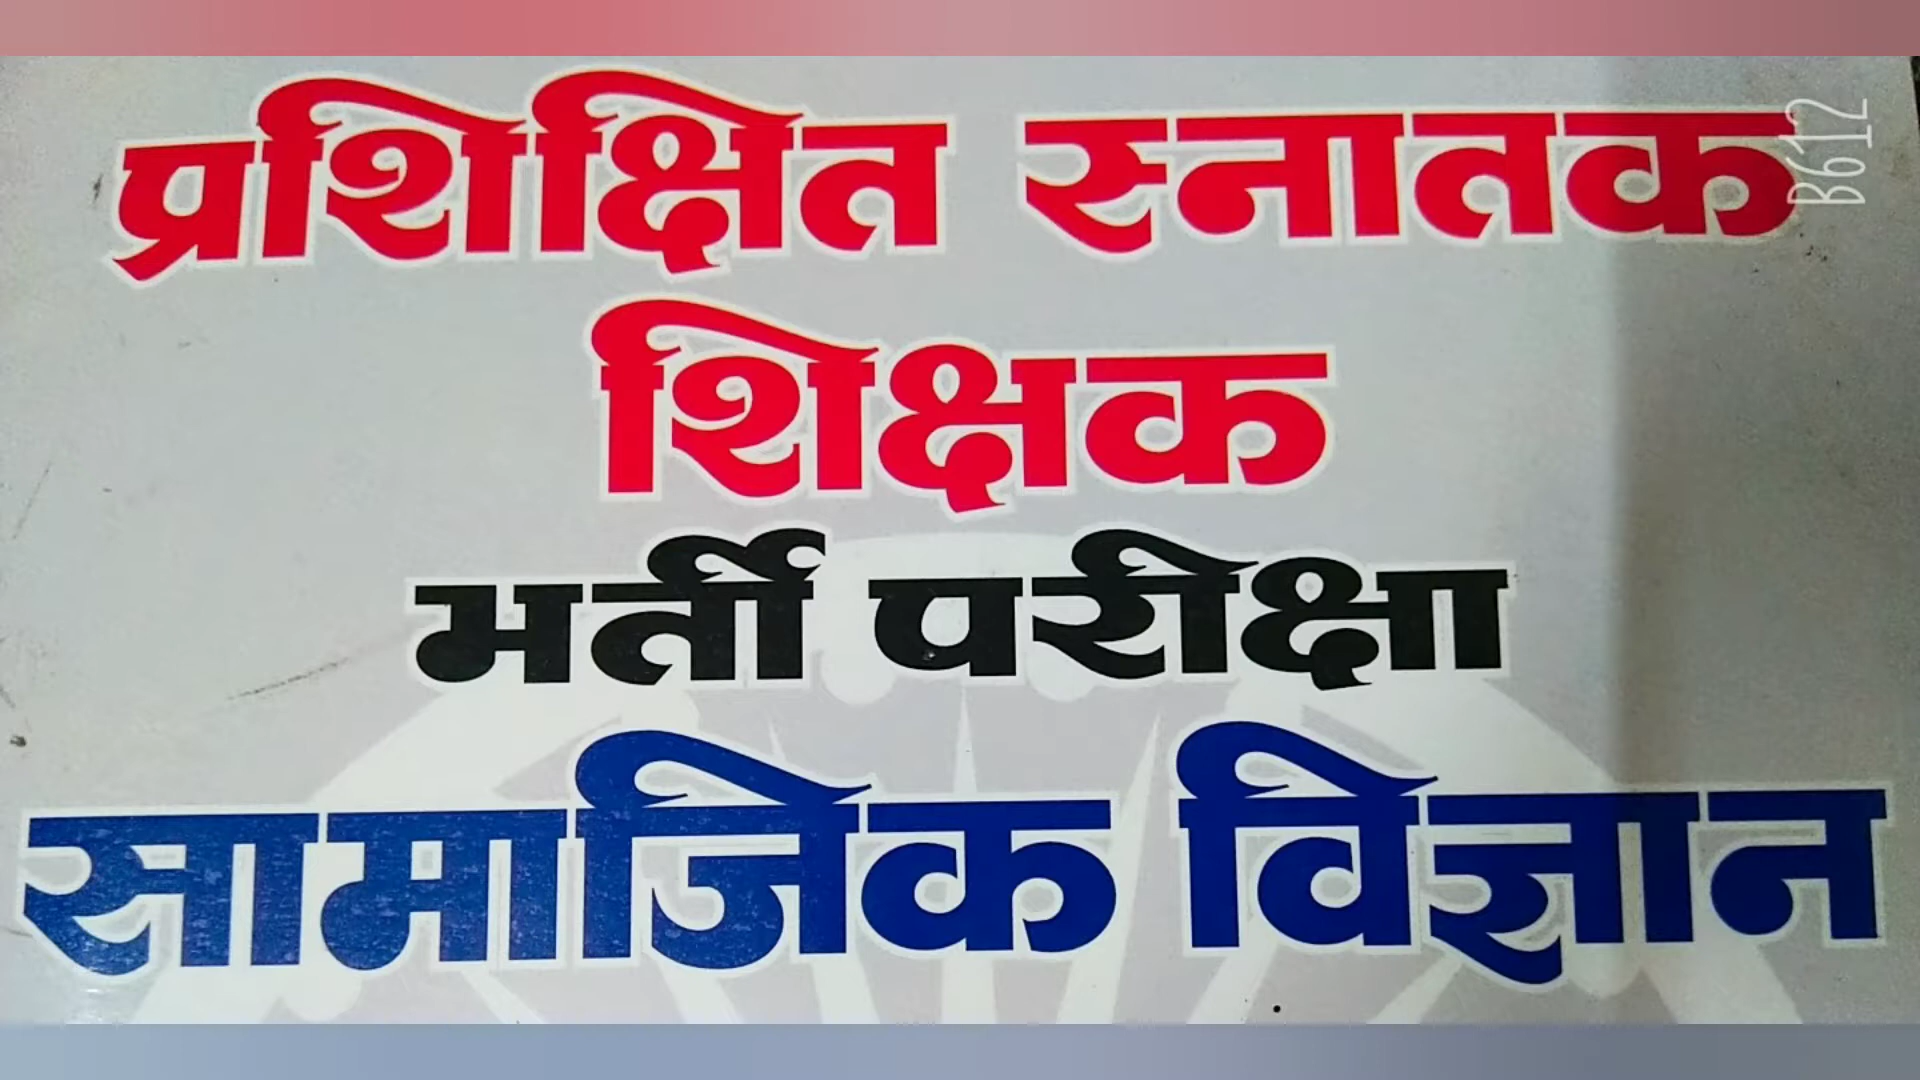 प्रशिक्षित स्नातक
शिक्षक
भर्ती परीक्षा
सामाजिक विज्ञान
B612